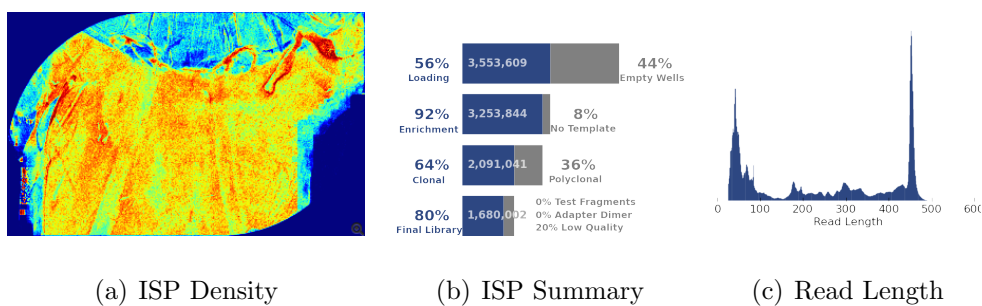 56%
Loading
3,553,609
44%
Empty Wells
92%
Enrichment
3,253,844
8%
No Template
64%
Clonal
2,091,041
36%
Polyclonal
80%
Final Library
1,680,002
0% Test Fragments
0% Adapter Dimer
20% Low Quality
0 100 200 300 400 500 600
Read Length
(a) ISP Density
(b) ISP Summary
(c) Read Length